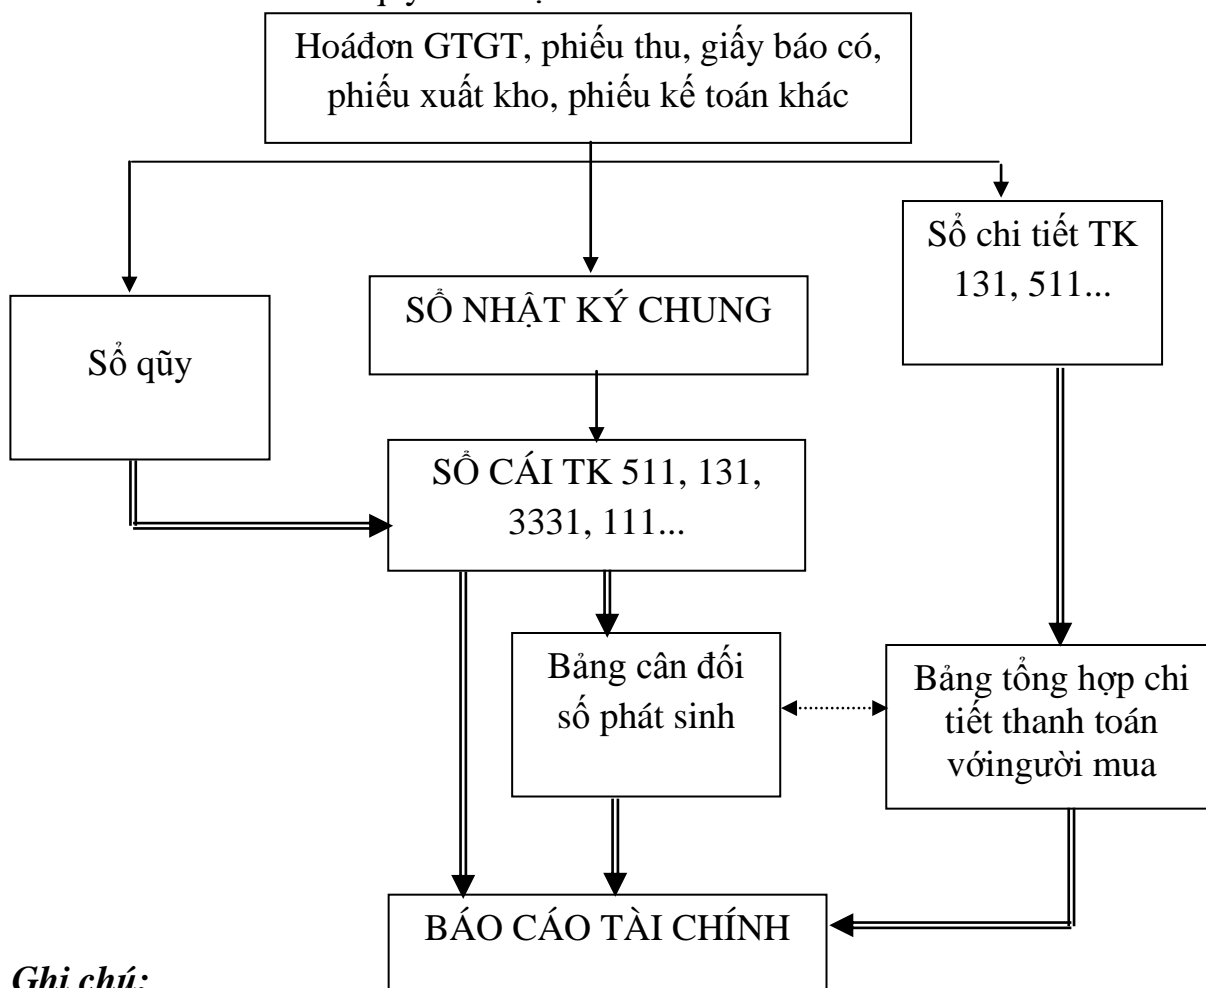 Hoáđơn GTGT, phiếu thu, giấy báo có,
phiếu xuất kho, phiếu kế toán khác
Sổ chi tiết TK
131, 511...
SỔ NHẬT KÝ CHUNG
Sổ qũy
SỔ CÁI TK 511, 131,
3331, 111...
Bảng cân đối
số phát sinh
Bảng tổng hợp chi
tiết thanh toán
vớingười mua
BÁO CÁO TÀI CHÍNH
Ghi chú: